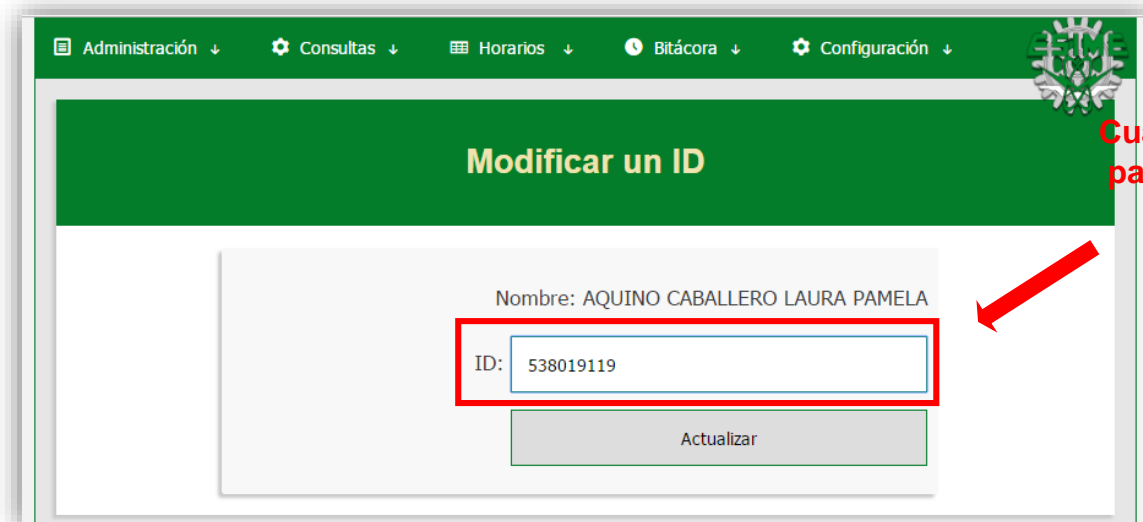 Administración ↓ Consultas ↓ Horarios ↓ Bitácora ↓ Configuración ↓
Modificar un ID
Nombre: AQUINO CABALLERO LAURA PAMELA
ID: 538019119
Actualizar